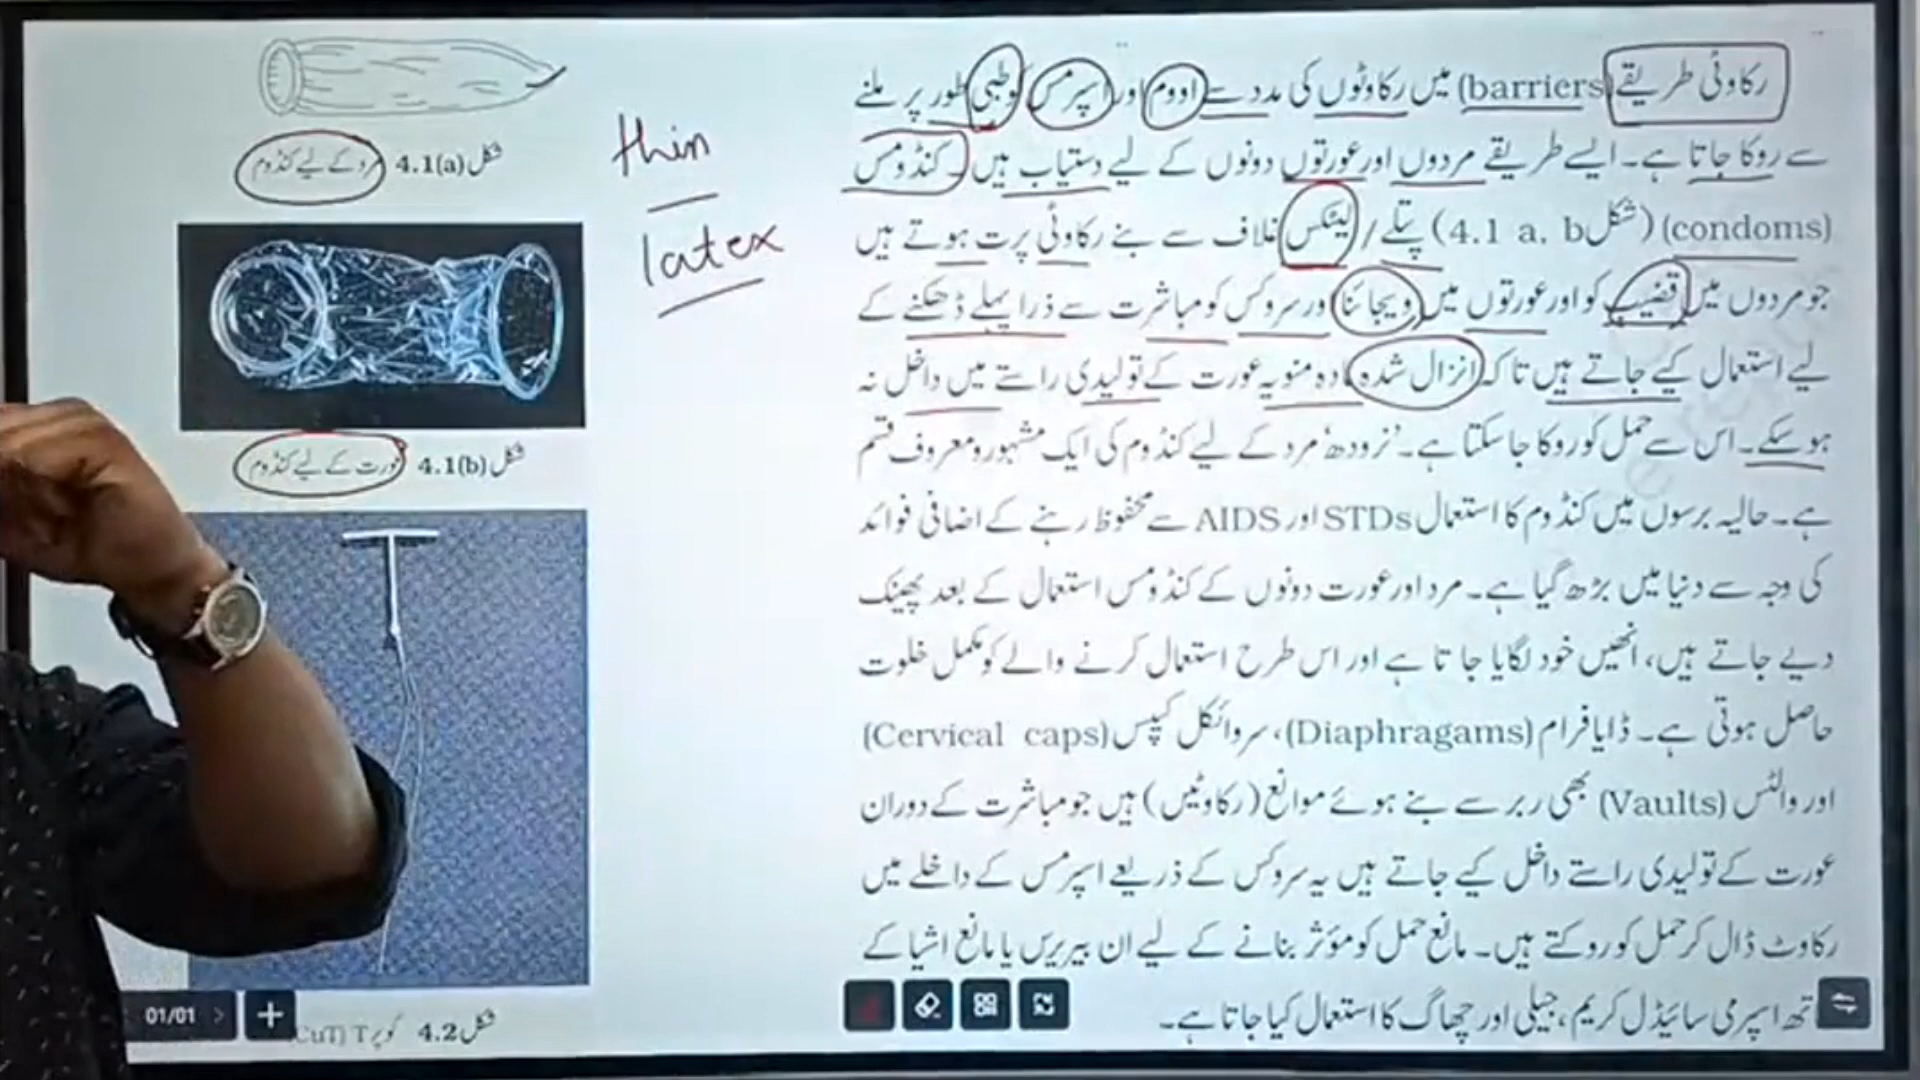 رکاوٹی طریقے (barriers) میں رکاوٹوں کی مدد سے اووم اور اسپرمس کو طبی طور پر ملنے
سے روکا جاتا ہے۔ ایسے طریقے مردوں اور عورتوں دونوں کے لیے دستیاب ہیں۔ کنڈومس
(condoms) (شکل 4.1 a, b) پتلے / لیٹکس غلاف سے بنے رکاوٹی پرت ہوتے ہیں
جو مردوں میں قضیب کو اور عورتوں میں ویجائنا اور سروکس کو مباشرت سے ذرا پہلے ڈھکنے کے
لیے استعمال کیے جاتے ہیں تاکہ انزال شدہ مادہ منویہ عورت کے تولیدی راستے میں داخل نہ
ہو سکے۔ اس سے حمل کو روکا جا سکتا ہے۔ 'نرودھ' مرد کے لیے کنڈوم کی ایک مشہور و معروف قسم
ہے۔ حالیہ برسوں میں کنڈوم کا استعمال STDs اور AIDS سے محفوظ رہنے کے اضافی فوائد
کی وجہ سے دنیا میں بڑھ گیا ہے۔ مرد اور عورت دونوں کے کنڈومس استعمال کے بعد پھینک
دیے جاتے ہیں، انھیں خود لگایا جاتا ہے اور اس طرح استعمال کرنے والے کو مکمل خلوت
حاصل ہوتی ہے۔ ڈایافرام (Diaphragams)، سروائکل کیپس (Cervical caps)
اور والٹس (Vaults) بھی ربر سے بنے ہوئے موانع (رکاوٹیں) ہیں جو مباشرت کے دوران
عورت کے تولیدی راستے داخل کیے جاتے ہیں یہ سروکس کے ذریعے اسپرمس کے داخلے میں
رکاوٹ ڈال کر حمل کو روکتے ہیں۔ مانع حمل کو مؤثر بنانے کے لیے ان بیریرس یا مانع اشیا کے
تھ اسپرمی سائیڈل کریم، جیلی اور جھاگ کا استعمال کیا جاتا ہے۔
thin
latex
شکل 4.1(a) مرد کے لیے کنڈوم
شکل 4.1(b) عورت کے لیے کنڈوم
شکل 4.2 کوپر T (CuT)
01/01